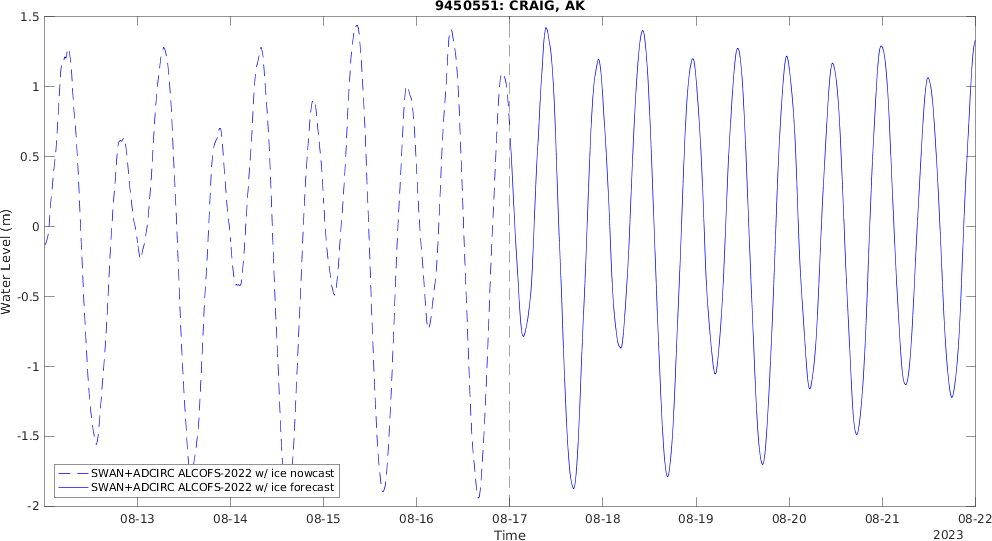 9450551: CRAIG, AK
1.5
1
0.5
0
-0.5
-1
-1.5
-2
Water Level (m)
SWAN+ADCIRC ALCOFS-2022 w/ ice nowcast
SWAN+ADCIRC ALCOFS-2022 w/ ice forecast
08-13 08-14 08-15 08-16 08-17 08-18 08-19 08-20 08-21 08-22
Time
2023